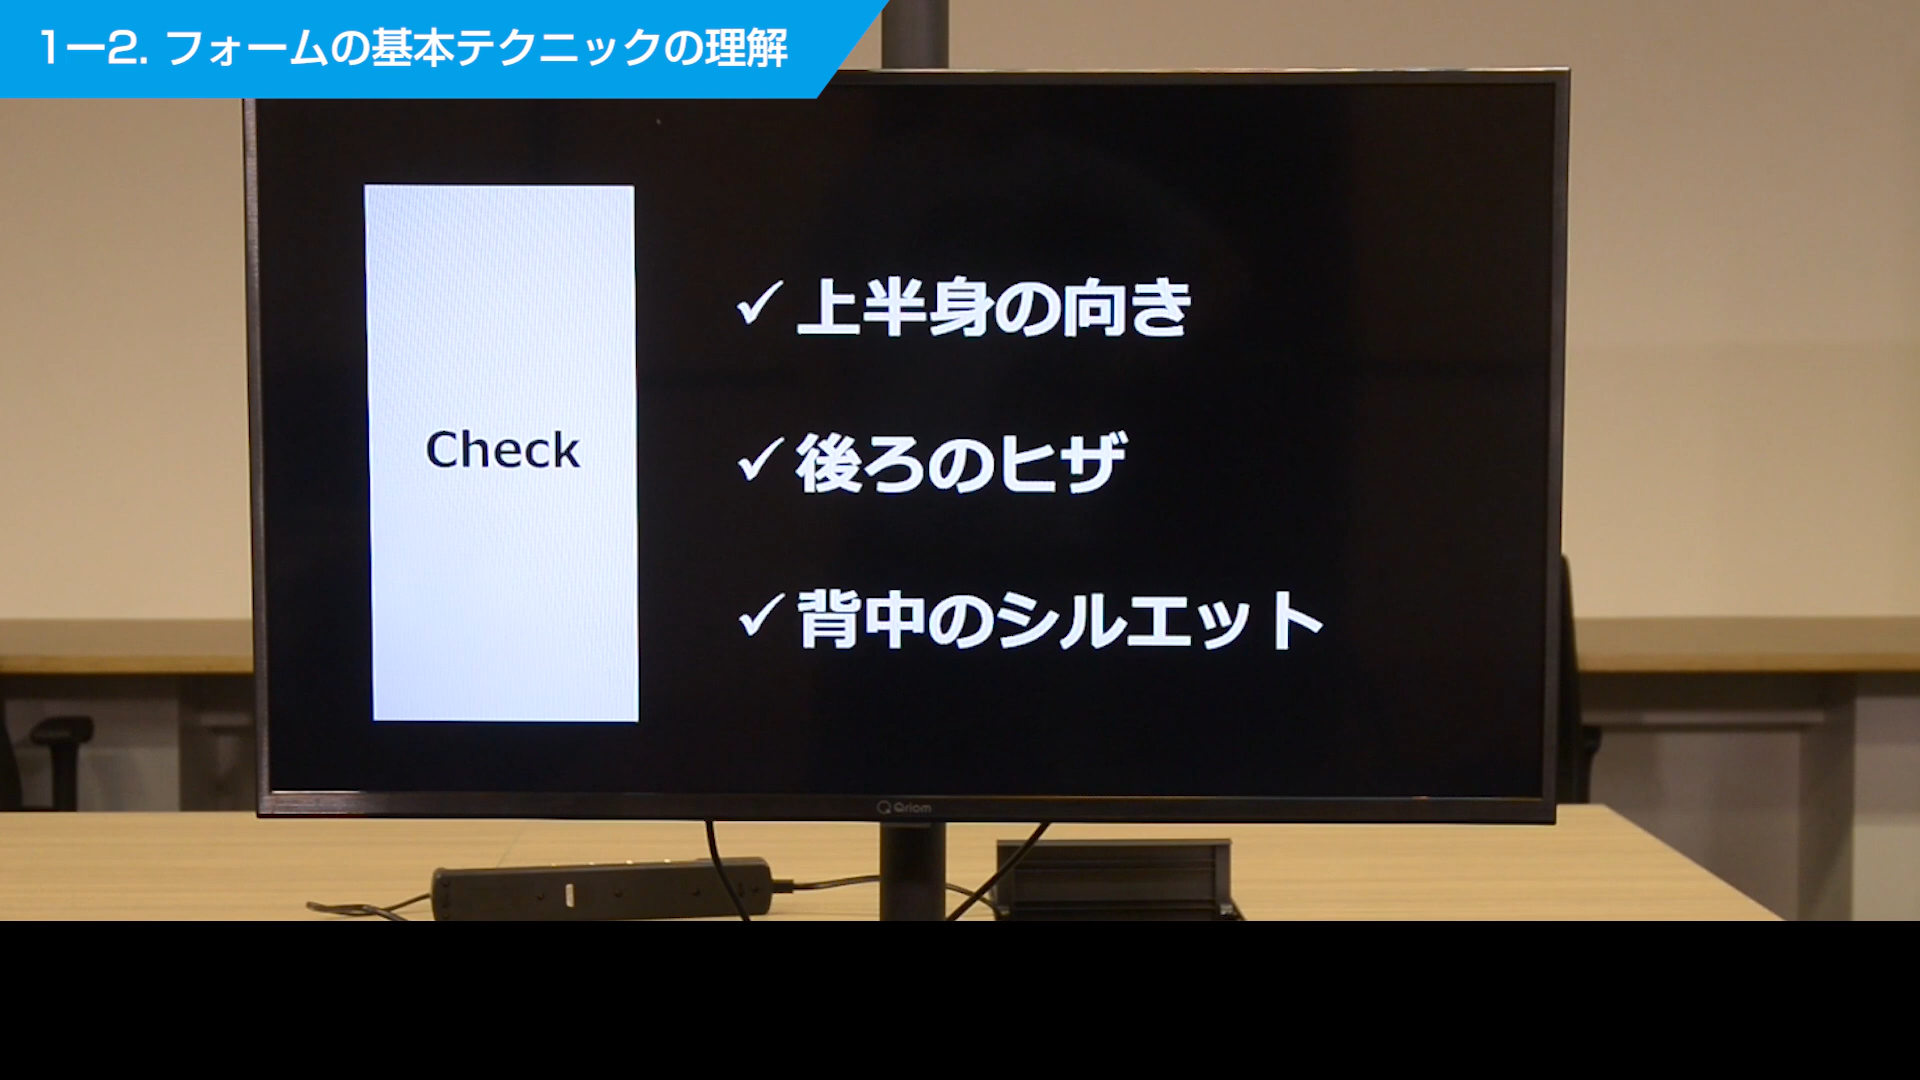 1ー2. フォームの基本テクニックの理解
Check
✓ 上半身の向き
✓ 後ろのヒザ
✓ 背中のシルエット
Qriom